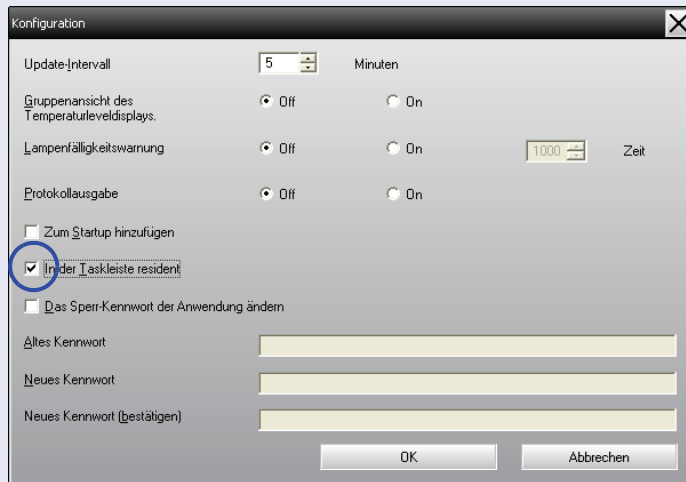 Konfiguration
Update-Intervall 5 Minuten
Gruppenansicht des
Temperaturleveldisplays. Off On
Lampenfälligkeitswarnung Off On 1000 Zeit
Protokollausgabe Off On
Zum Startup hinzufügen
In der Taskleiste resident
Das Sperr-Kennwort der Anwendung ändern
Altes Kennwort
Neues Kennwort
Neues Kennwort (bestätigen)
OK Abbrechen